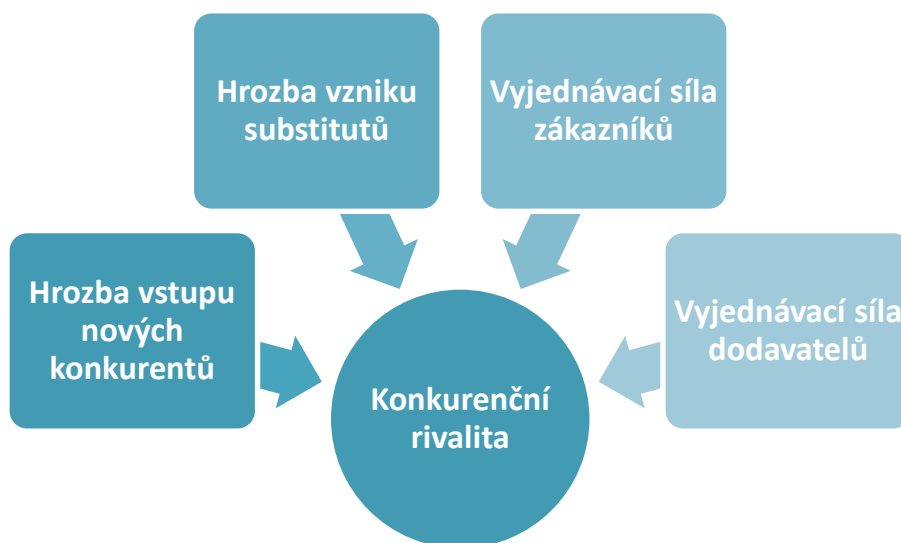 Hrozba vzniku
substitutů
Vyjednávací síla
zákazníků
Hrozba vstupu
nových
konkurentů
Vyjednávací síla
dodavatelů
Konkurenční
rivalita